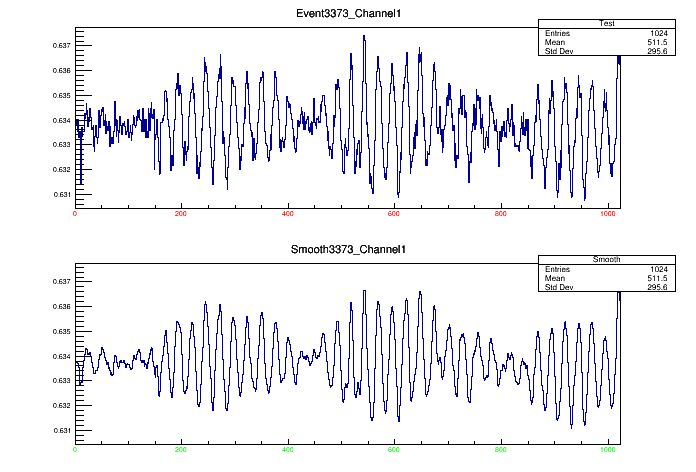 Event3373_Channel1
Test
Entries 1024
Mean 511.5
Std Dev 295.6
0.637
0.636
0.635
0.634
0.633
0.632
0.631
0 200 400 600 800 1000
Smooth3373_Channel1
Smooth
Entries 1024
Mean 511.5
Std Dev 295.6
0.637
0.636
0.635
0.634
0.633
0.632
0.631
0 200 400 600 800 1000